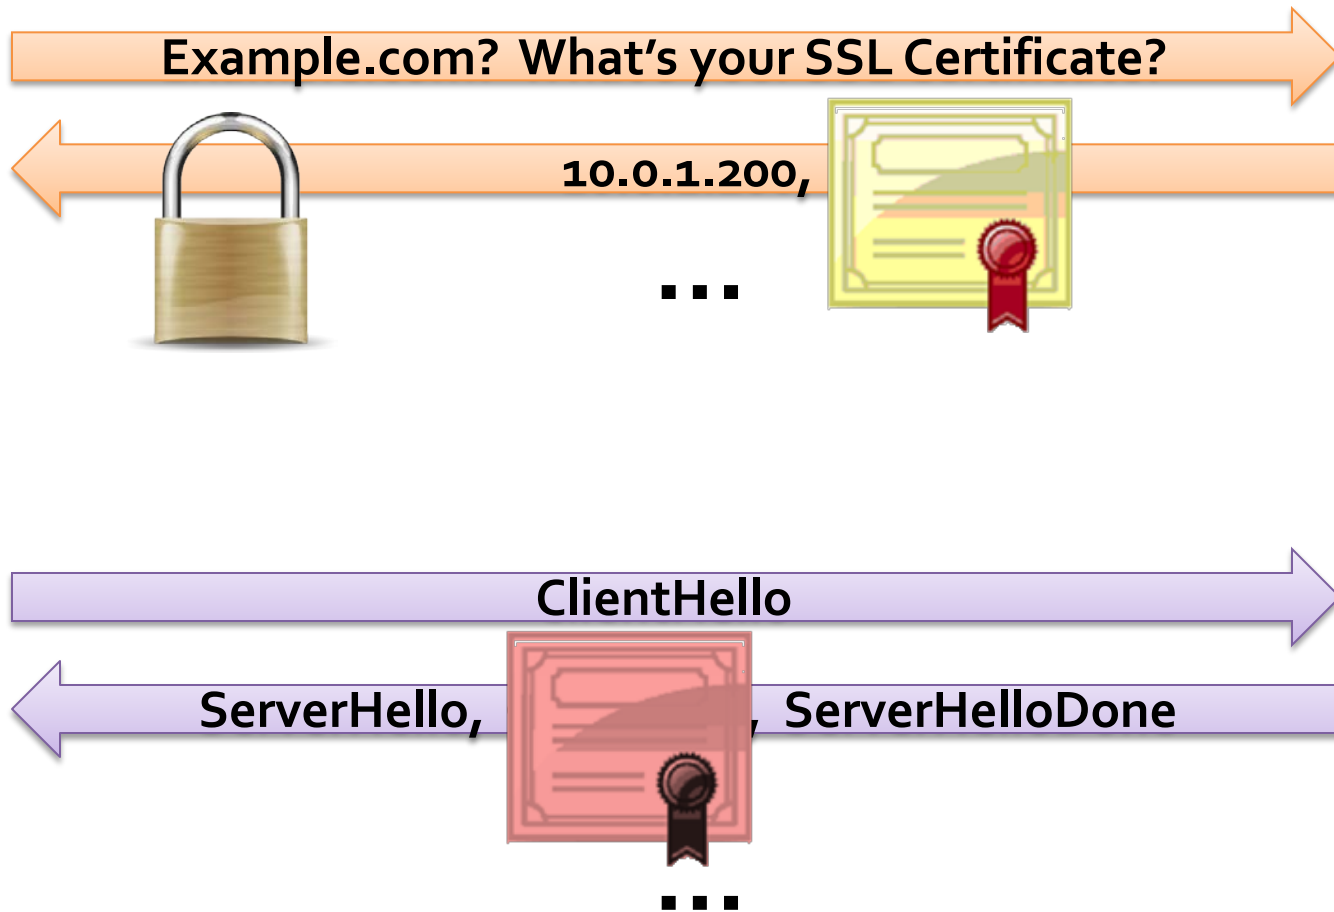 Example.com? What's your SSL Certificate?
10.0.1.200,
...
ClientHello
ServerHello, , ServerHelloDone
...